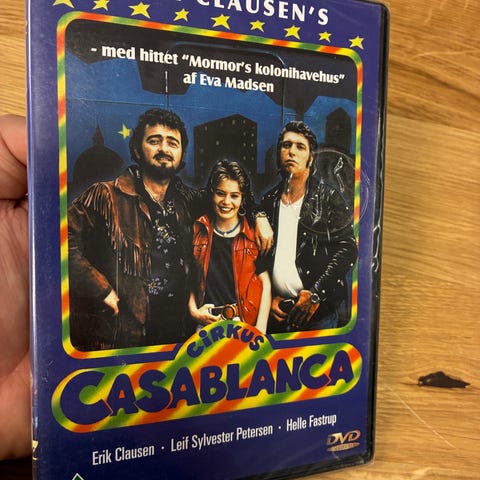 CLAUSEN'S
- med hittet "Mormor's kolonihavehus"
af Eva Madsen
CIRKUS
CASABLANCA
Erik Clausen · Leif Sylvester Petersen · Helle Fastrup
DVD